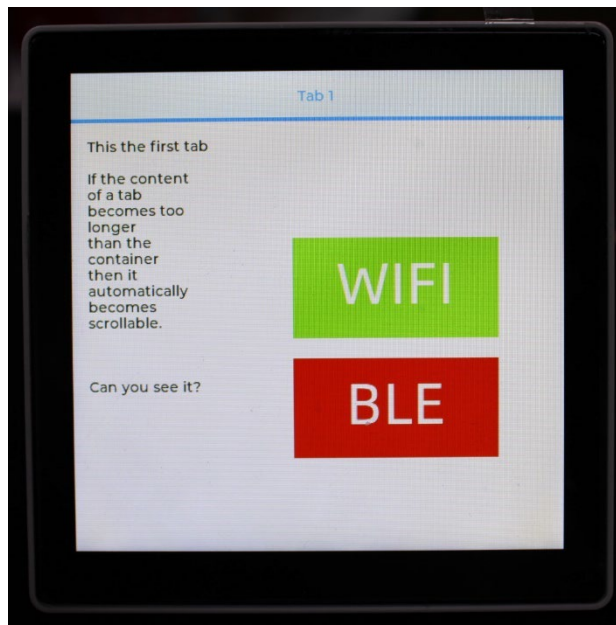 Tab 1
This the first tab
If the content
of a tab
becomes too
longer
than the
container
then it
automatically
becomes
scrollable.
Can you see it?
WIFI
BLE